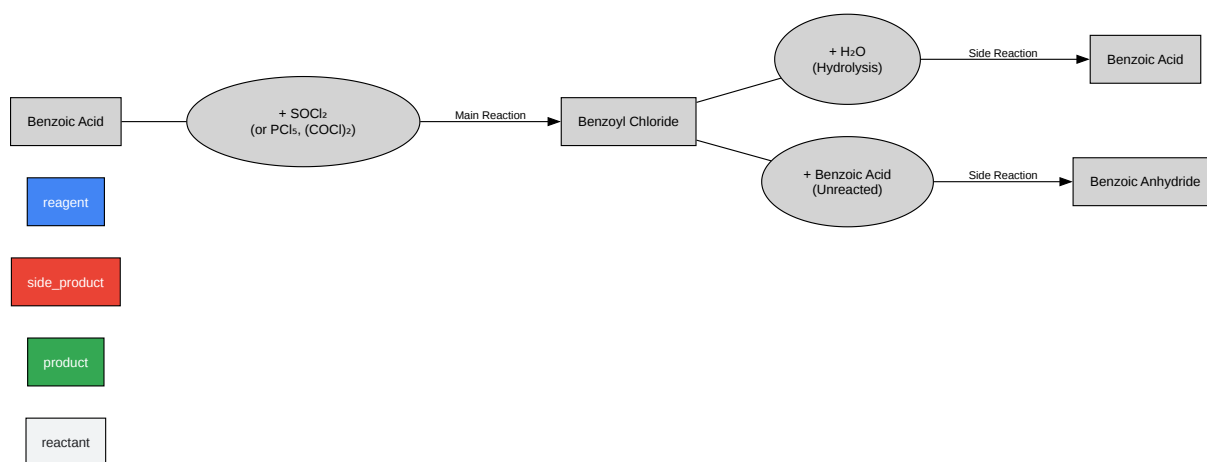 Benzoic Acid
+ SOCl₂
(or PCl₅, (COCl)₂)
Main Reaction
Benzoyl Chloride
+ H₂O
(Hydrolysis)
Side Reaction
Benzoic Acid
+ Benzoic Acid
(Unreacted)
Side Reaction
Benzoic Anhydride
reagent
side_product
product
reactant